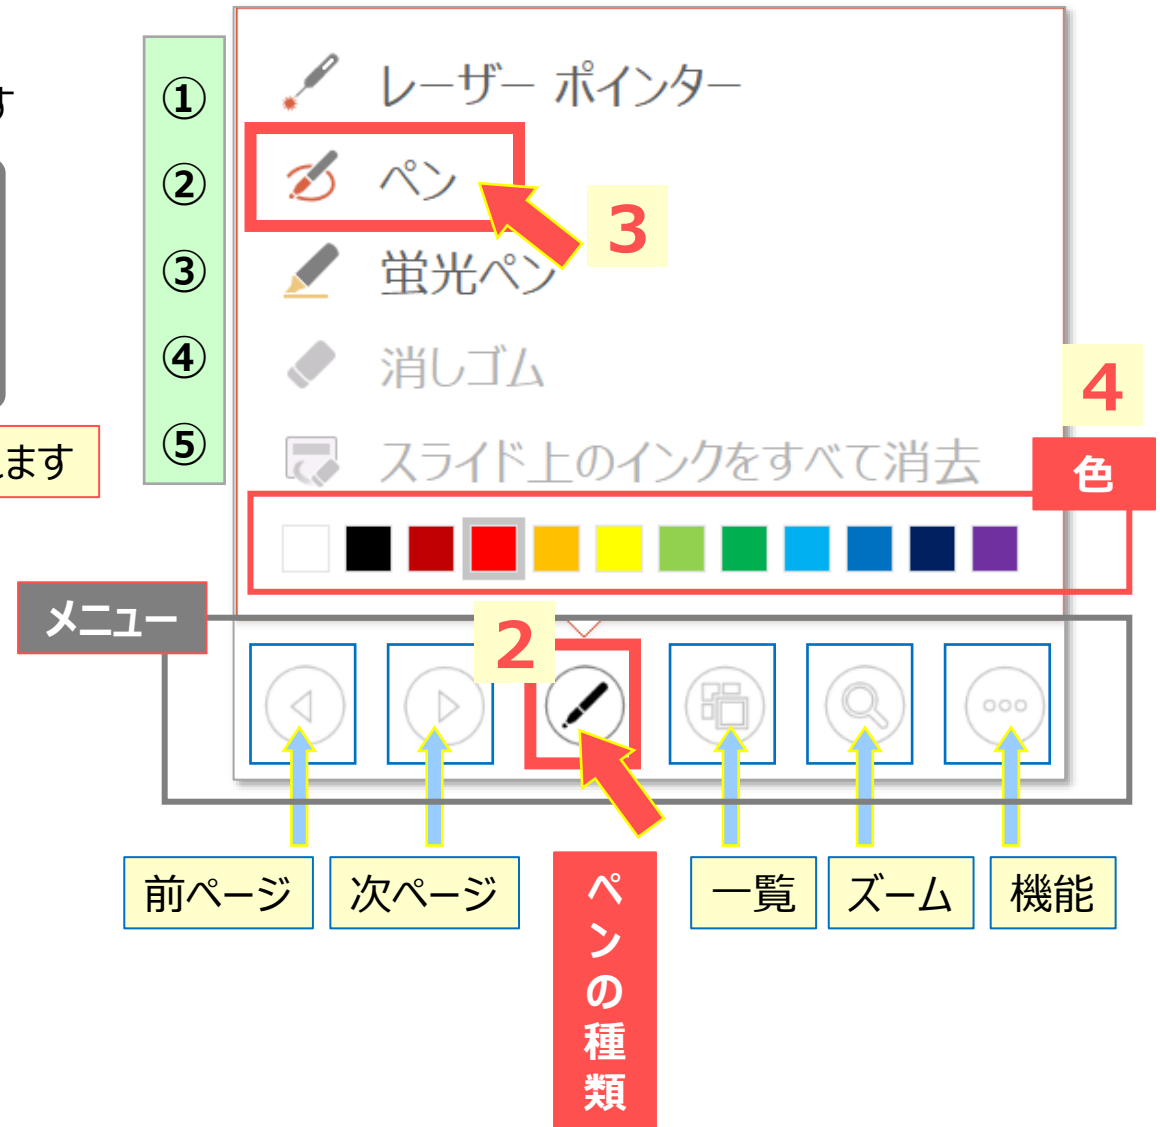 ① レーザー ポインター
す
② ペン
3
③ 蛍光ペン
④ 消しゴム
4
ます
⑤ スライド上のインクをすべて消去
色
メニュー
2
前ページ
次ページ
ペンの種類
一覧
ズーム
機能